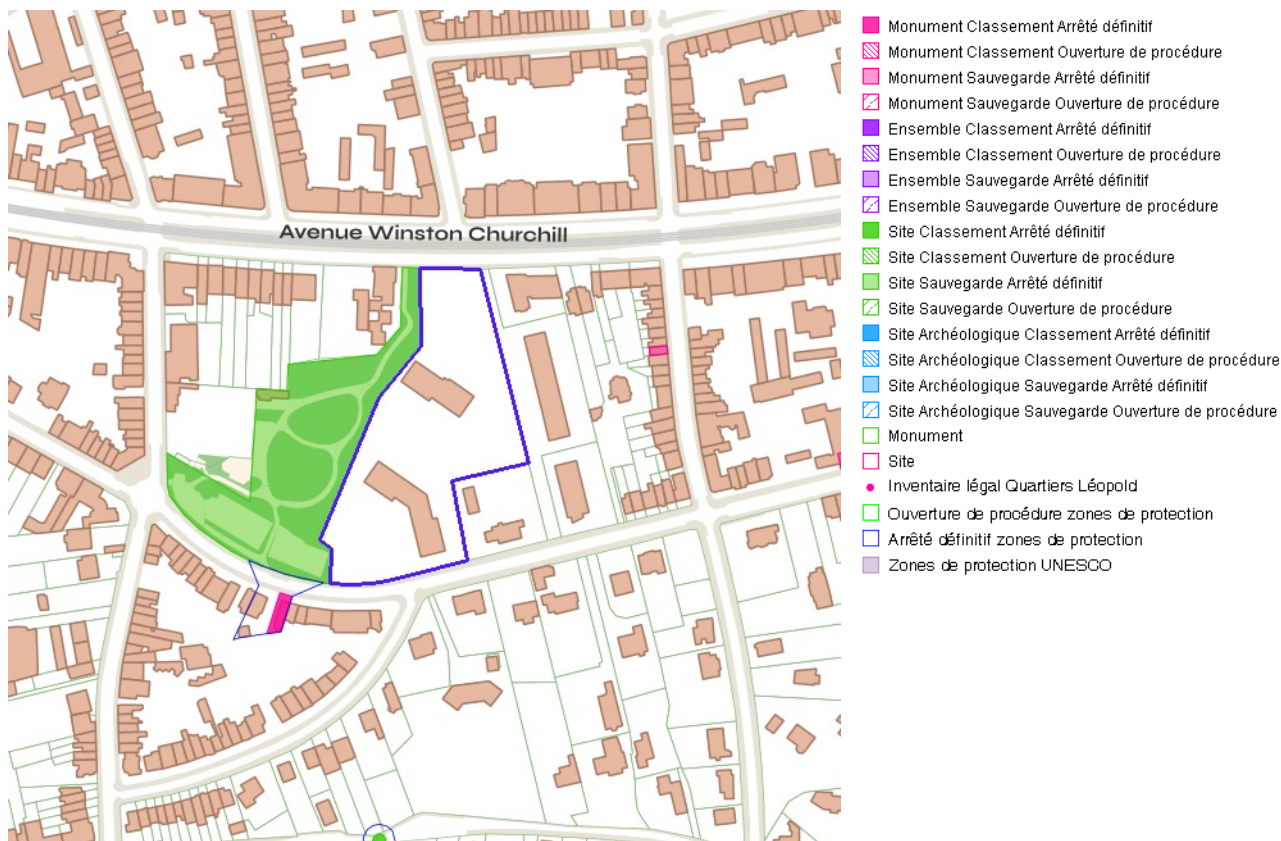 Avenue Winston Churchill
Monument Classement Arrêté définitif
Monument Classement Ouverture de procédure
Monument Sauvegarde Arrêté définitif
Monument Sauvegarde Ouverture de procédure
Ensemble Classement Arrêté définitif
Ensemble Classement Ouverture de procédure
Ensemble Sauvegarde Arrêté définitif
Ensemble Sauvegarde Ouverture de procédure
Site Classement Arrêté définitif
Site Classement Ouverture de procédure
Site Sauvegarde Arrêté définitif
Site Sauvegarde Ouverture de procédure
Site Archéologique Classement Arrêté définitif
Site Archéologique Classement Ouverture de procédure
Site Archéologique Sauvegarde Arrêté définitif
Site Archéologique Sauvegarde Ouverture de procédure
Monument
Site
Inventaire légal Quartiers Léopold
Ouverture de procédure zones de protection
Arrêté définitif zones de protection
Zones de protection UNESCO